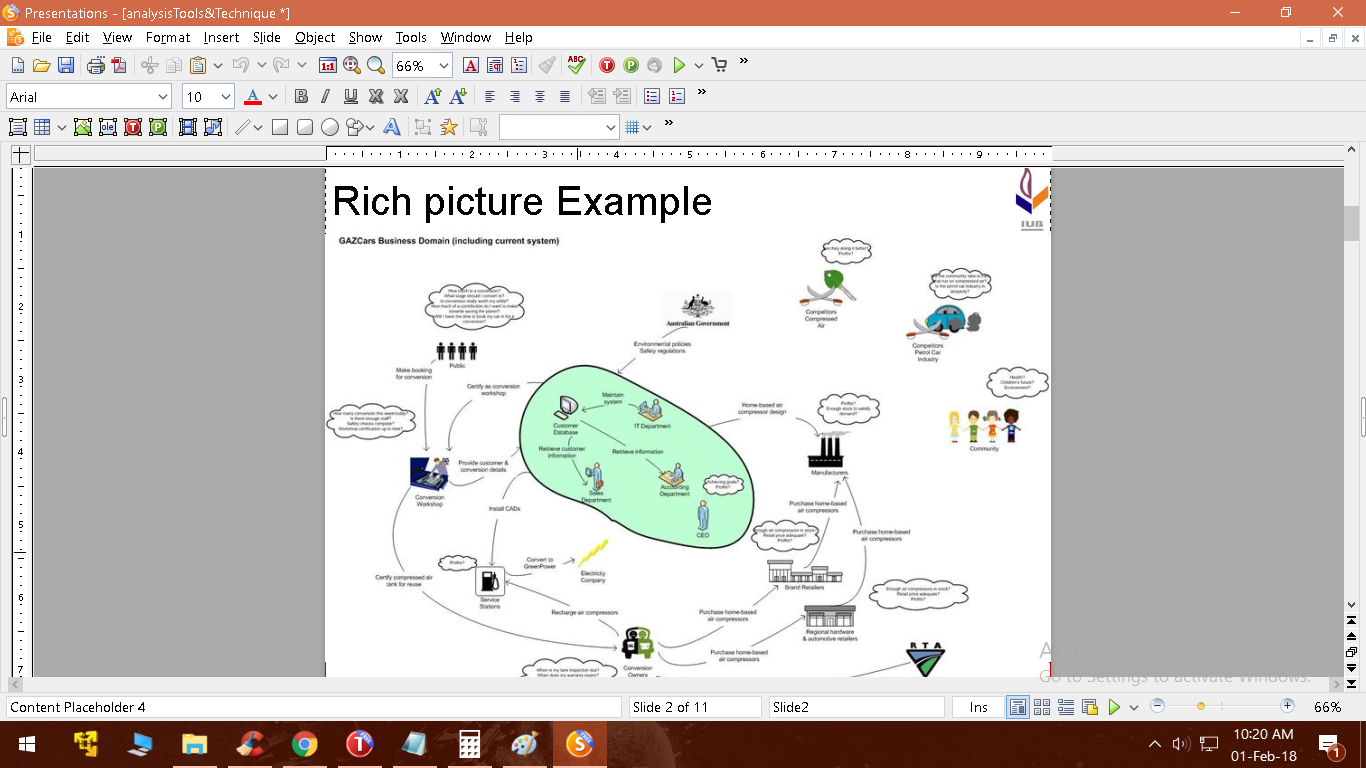 Presentations - [analysisTools&Technique *]
File Edit View Format Insert Slide Object Show Tools Window Help
1:1 66% ABC
Arial 10
1 2 3 4 5 6 7 8 9
Rich picture Example
IUB
GAZCars Business Domain (including current system)
they doing it better?
Profits?
Competitors
Compressed
Air
the community take to
run on compressed air?
Is the petrol car industry in
jeopardy?
Competitors
Petrol Car
Industry
How much is a conversion?
What stage should I convert to?
Is conversion really worth my while?
How much of a contribution do I want to make
towards saving the planet?
Will I have the time to book my car in for a
conversion?
Public
Australian Government
Environmental policies
Safety regulations
Make booking
for conversion
Certify as conversion
workshop
Health?
Children's future?
Environment?
Community
How many conversion this week/today?
Is there enough staff?
Safety checks complete?
Workshop certification up to date?
Maintain
system
Customer
Database
IT Department
Home-based air
compressor design
Profits?
Enough stock to satisfy
demand?
Manufacturers
Retrieve customer
information
Retrieve information
Sales
Department
Accounting
Department
Achieving goals?
Profits?
CEO
Conversion
Workshop
Provide customer &
conversion details
Install CADs
Purchase home-based
air compressors
Purchase home-based
air compressors
Enough air compressors in store?
Retail price adequate?
Profits?
Brand Retailers
Profits?
Service
Stations
Convert to
GreenPower
Electricity
Company
Certify compressed air
tank for reuse
Recharge air compressors
Purchase home-based
air compressors
Enough air compressors in stock?
Retail price adequate?
Profits?
Regional hardware
& automotive retailers
Purchase home-based
air compressors
Conversion
Owners
When is my tank inspection due?
When does my warranty expire?
RTA
Activate Windows
Go to Settings to activate Windows.
Content Placeholder 4 Slide 2 of 11 Slide2 Ins 66%
10:20 AM
01-Feb-18
1